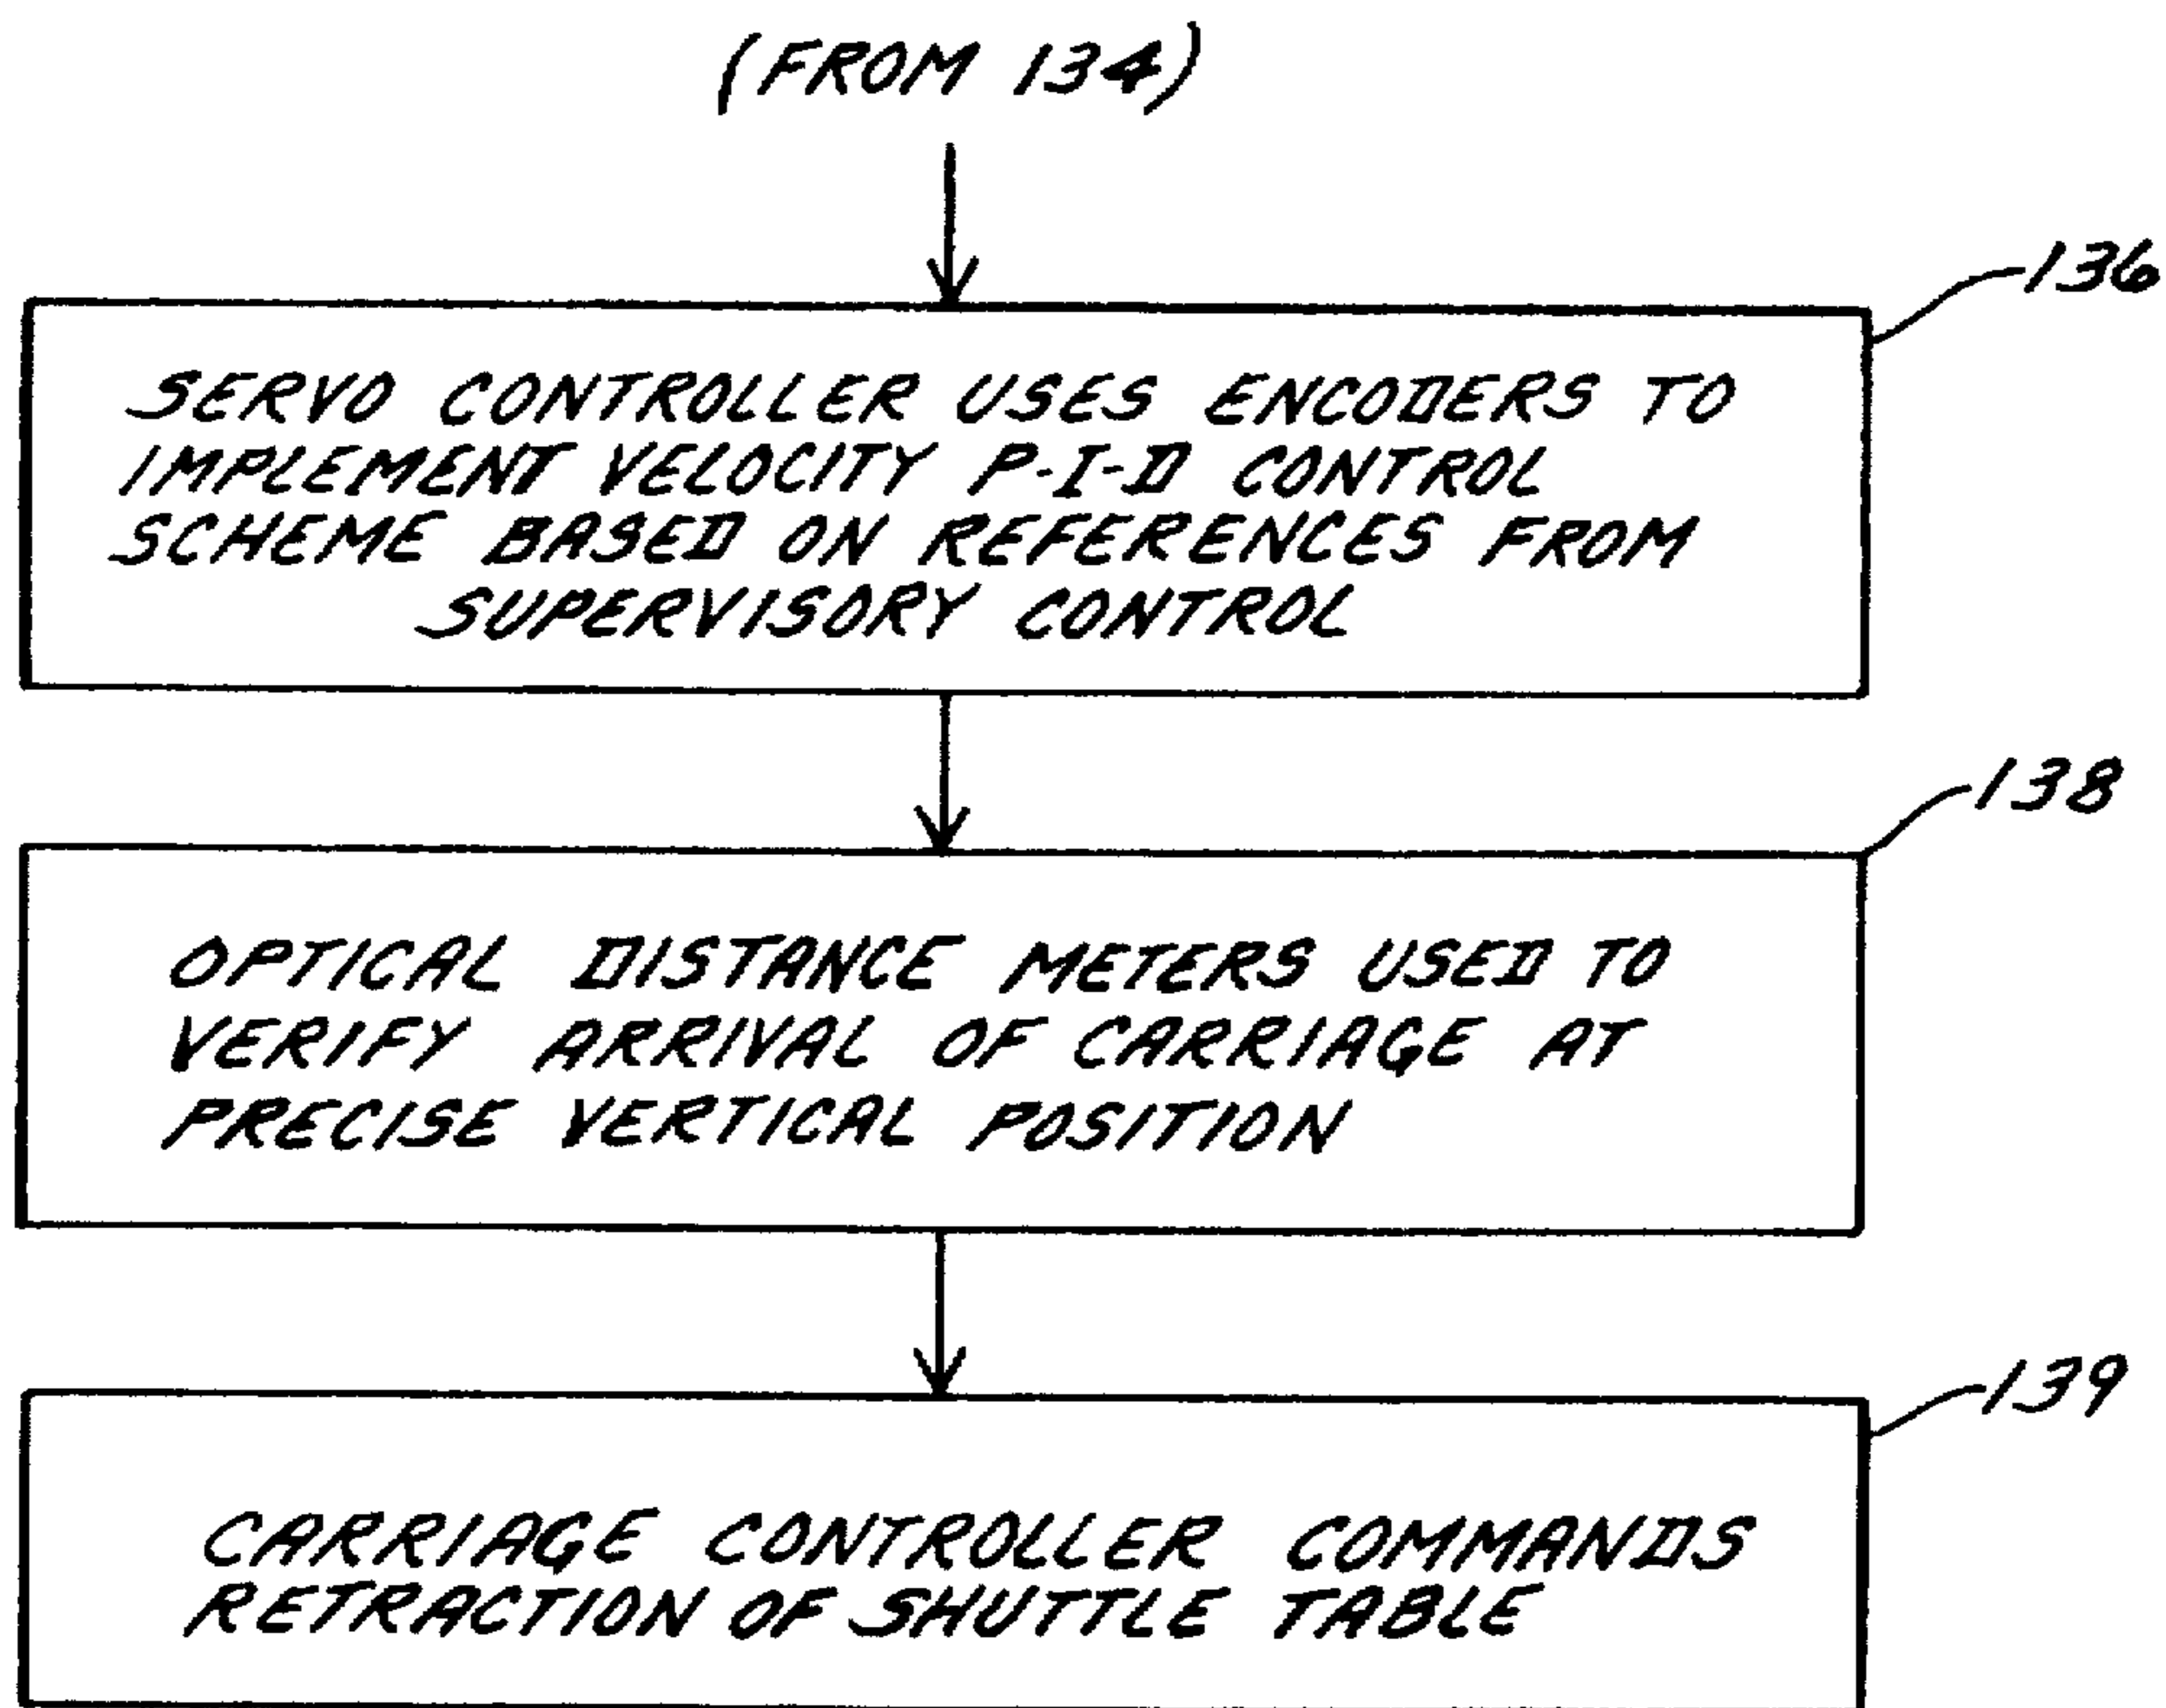 (FROM 134)
136
SERVO CONTROLLER USES ENCODERS TO
IMPLEMENT VELOCITY P-I-D CONTROL
SCHEME BASED ON REFERENCES FROM
SUPERVISORY CONTROL
138
OPTICAL DISTANCE METERS USED TO
VERIFY ARRIVAL OF CARRIAGE AT
PRECISE VERTICAL POSITION
139
CARRIAGE CONTROLLER COMMANDS
RETRACTION OF SHUTTLE TABLE